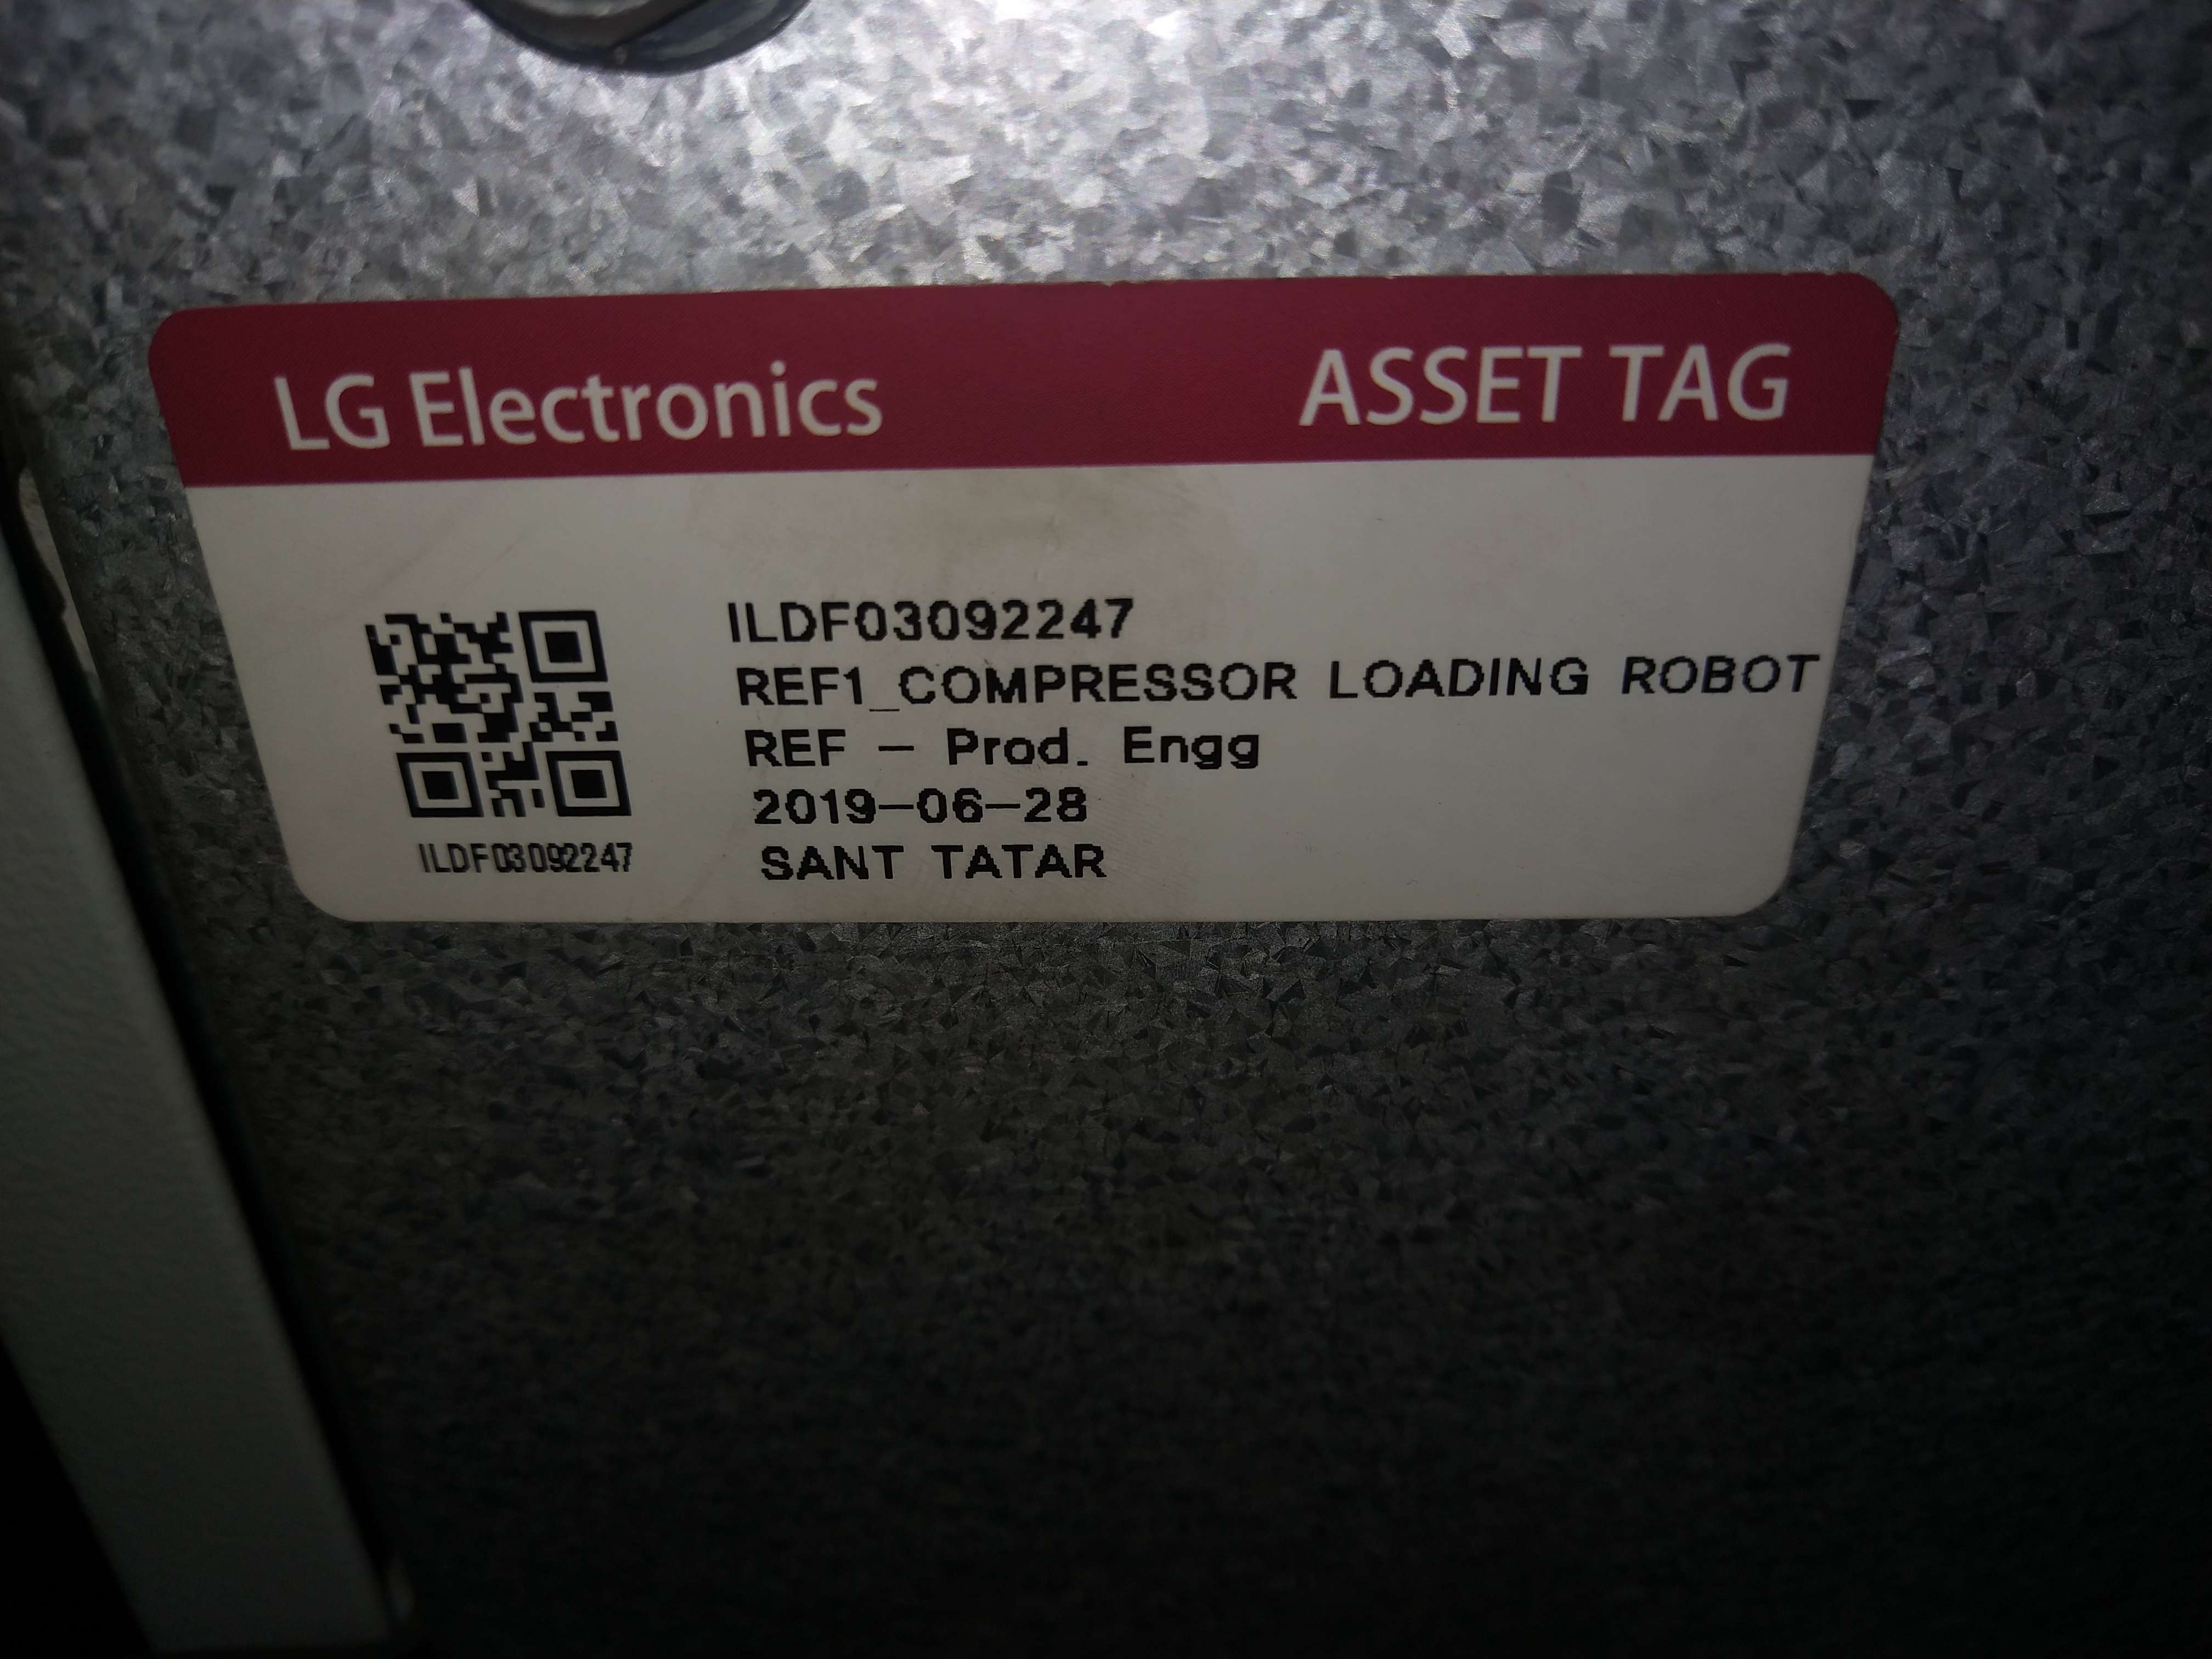 LG Electronics ASSET TAG
ILDF03092247
REF1_COMPRESSOR LOADING ROBOT
REF - Prod. Engg
2019-06-28
SANT TATAR
ILDF03092247